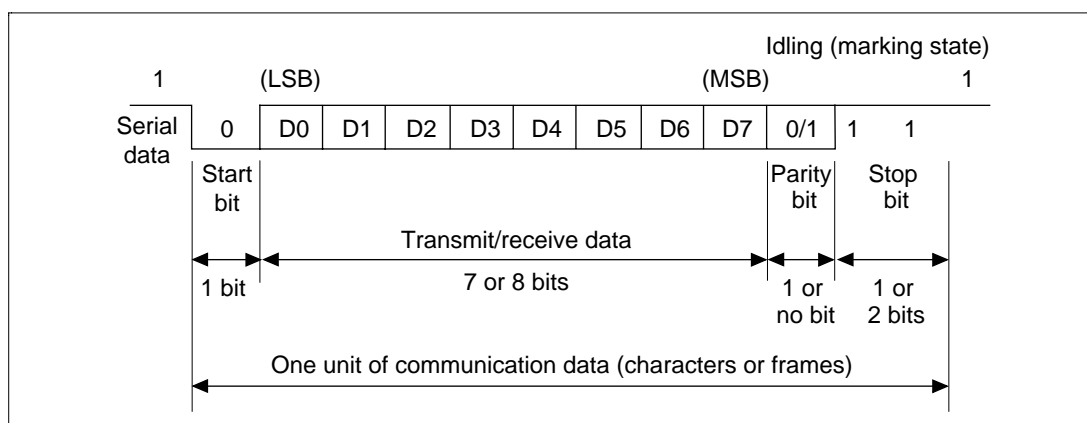 Idling (marking state)
1 (LSB) (MSB) 1
Serial data 0 D0 D1 D2 D3 D4 D5 D6 D7 0/1 1 1
Start bit
Parity bit
Stop bit
Transmit/receive data
1 bit
7 or 8 bits
1 or no bit
1 or 2 bits
One unit of communication data (characters or frames)